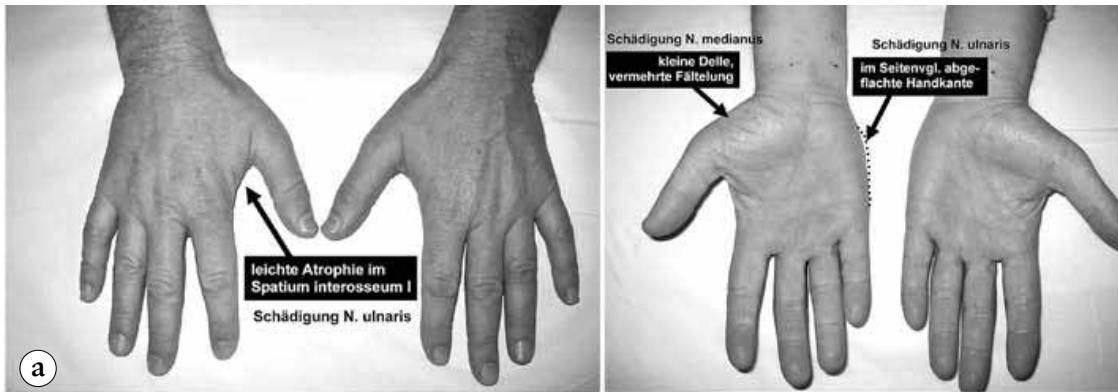 leichte Atrophie im
Spatium interosseum I
Schädigung N. ulnaris
a
Schädigung N. medianus
kleine Delle,
vermehrte Fältelung
Schädigung N. ulnaris
im Seitenvgl. abge-
flachte Handkante